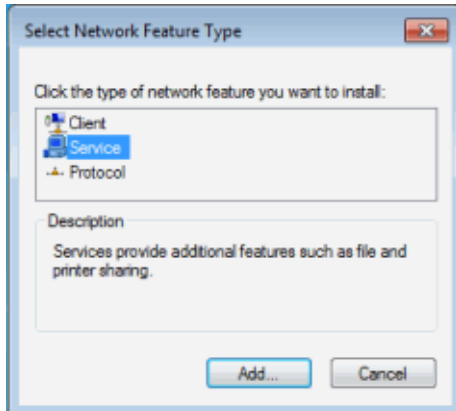 Select Network Feature Type
Click the type of network feature you want to install:
Client
Service
Protocol
Description
Services provide additional features such as file and
printer sharing.
Add...
Cancel